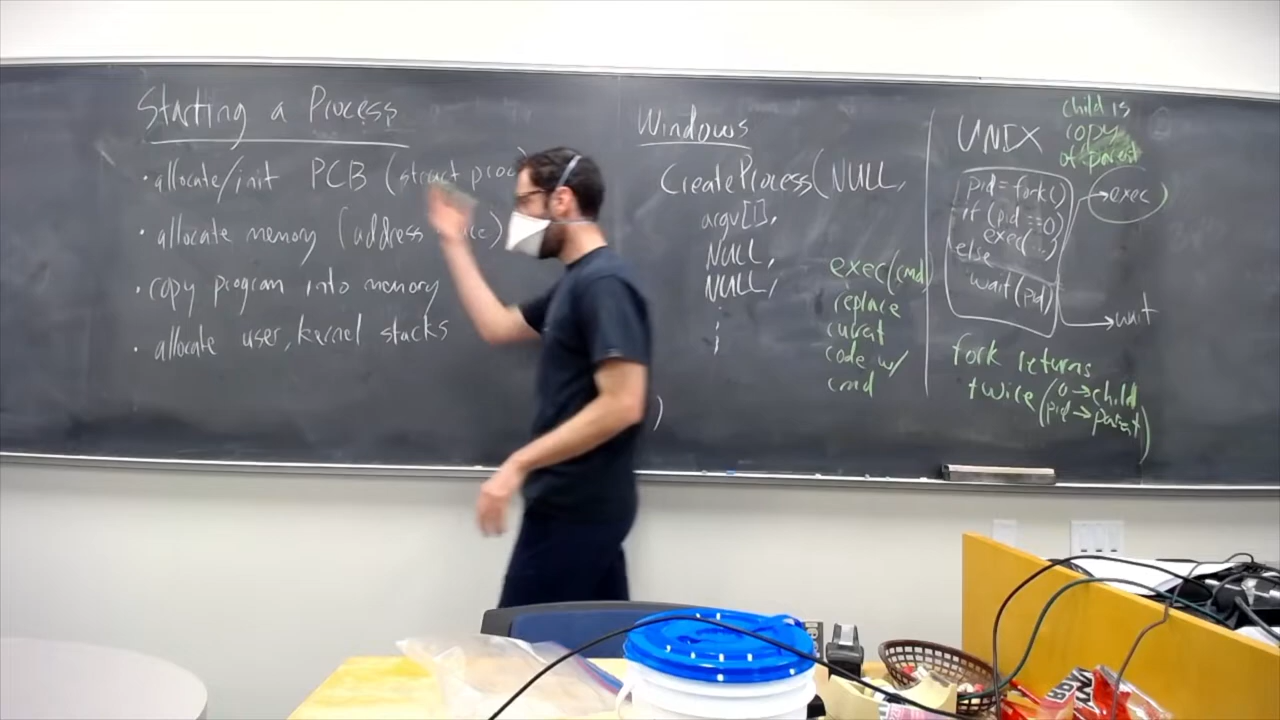 Starting a Process
· allocate/init PCB (struct proc)
· allocate memory (address
· copy program into memory
· allocate user, kernel stacks
Windows
CreateProcess(NULL,
argv[1],
NULL,
NULL,
)
exec(cmd)
replace
code w/
cmd
UNIX
child is
copy
of parent
pid = fork()
if (pid == 0)
exec(...)
else
wait(pid)
→exec
→wait
fork returns
twice (0→child
pid→parent)